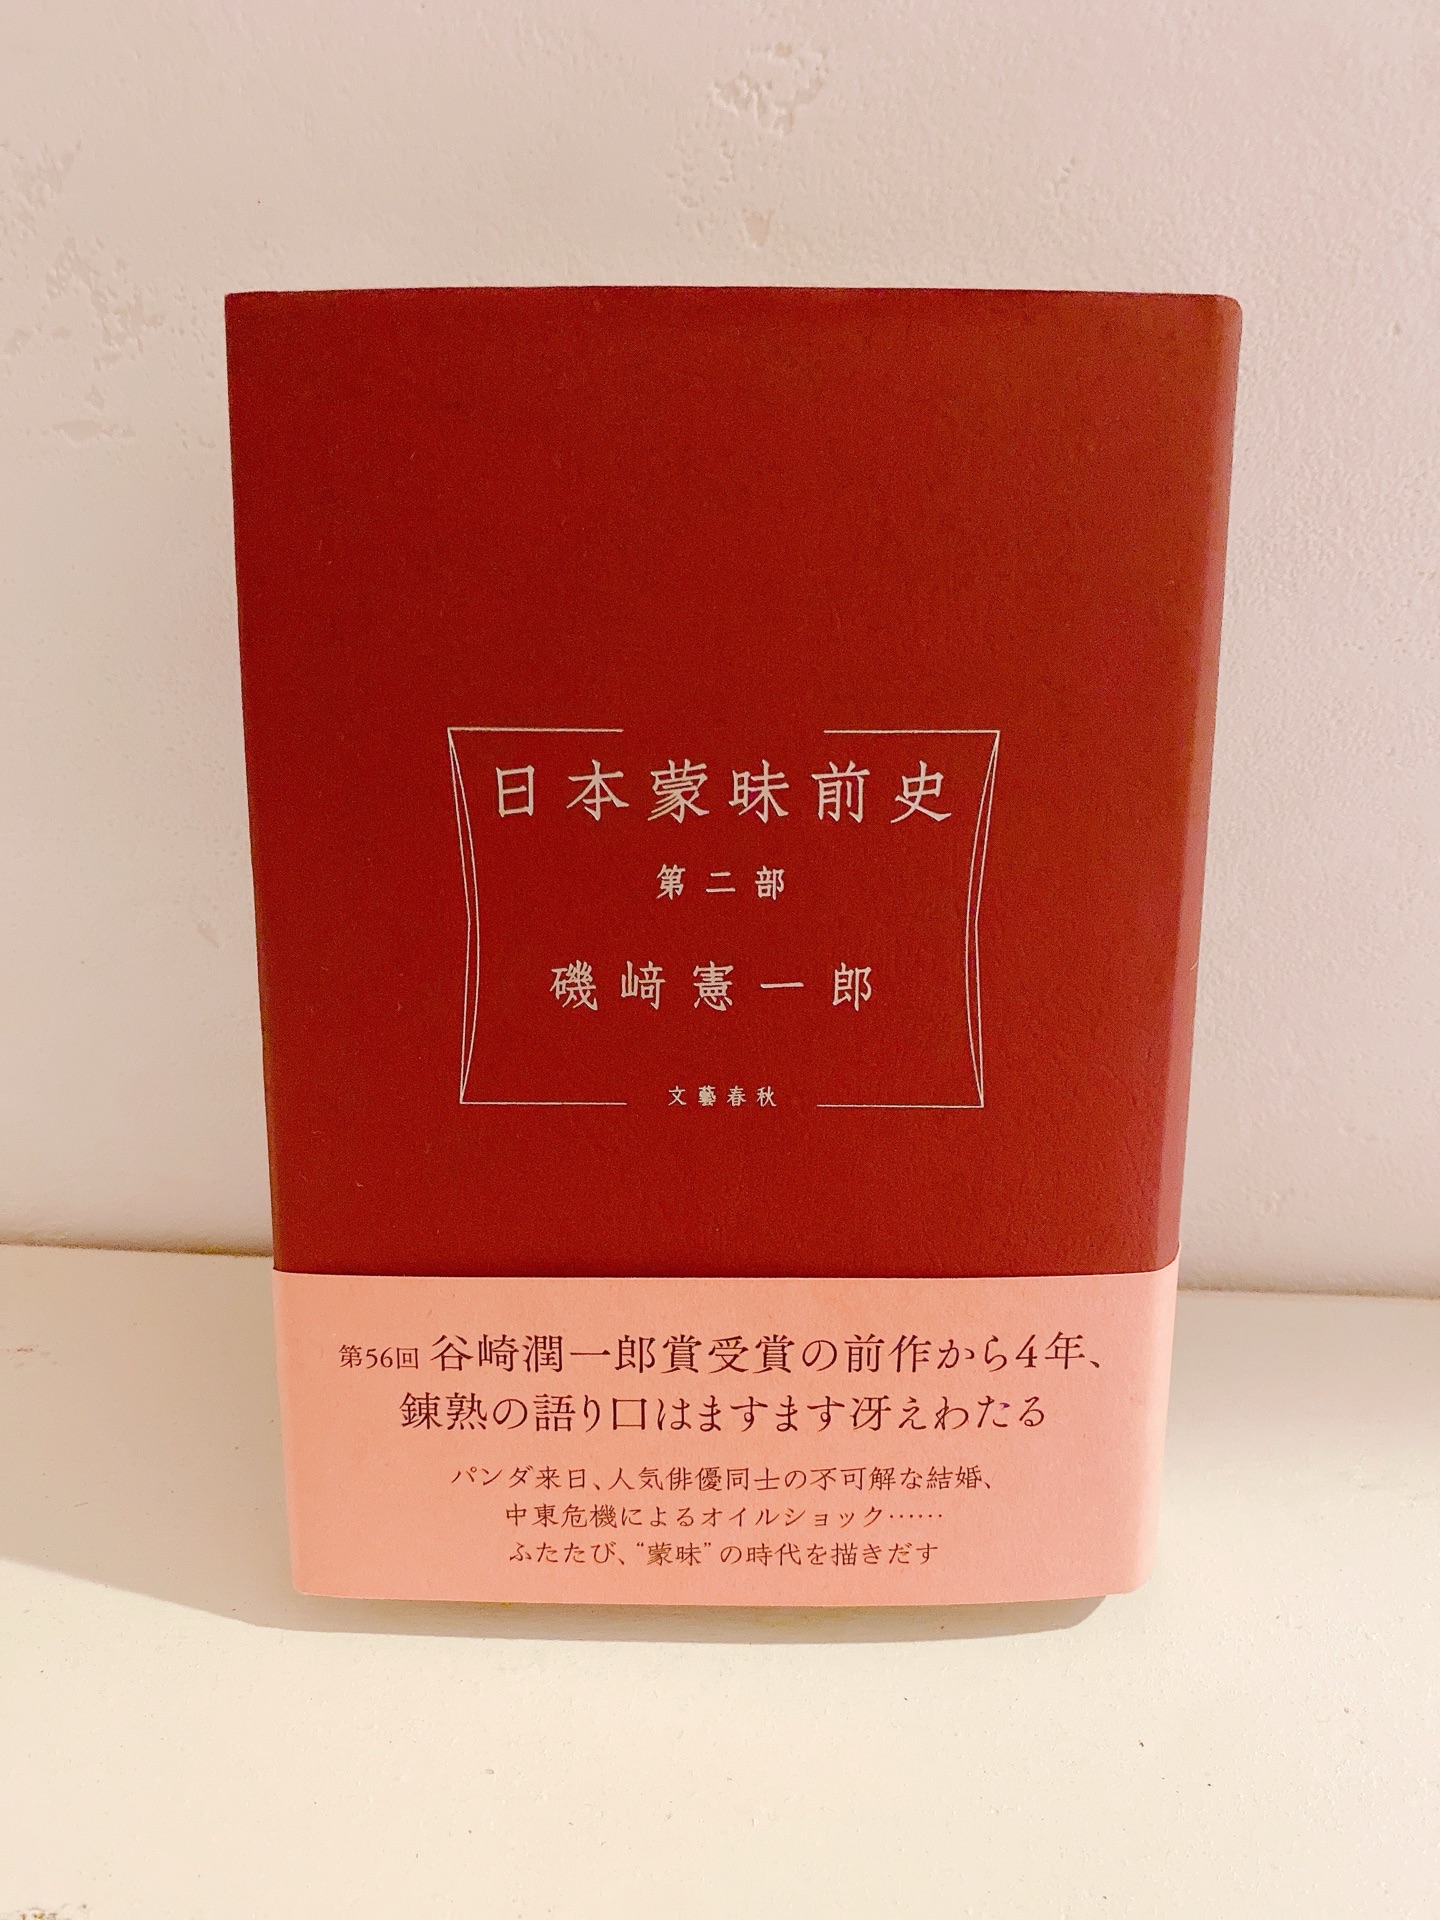 日本蒙昧前史
第二部
磯﨑憲一郎
文藝春秋
第56回 谷崎潤一郎賞受賞の前作から4年、
錬熟の語り口はますます冴えわたる
パンダ来日、人気俳優同士の不可解な結婚、
中東危機によるオイルショック……
ふたたび、“蒙昧”の時代を描きだす